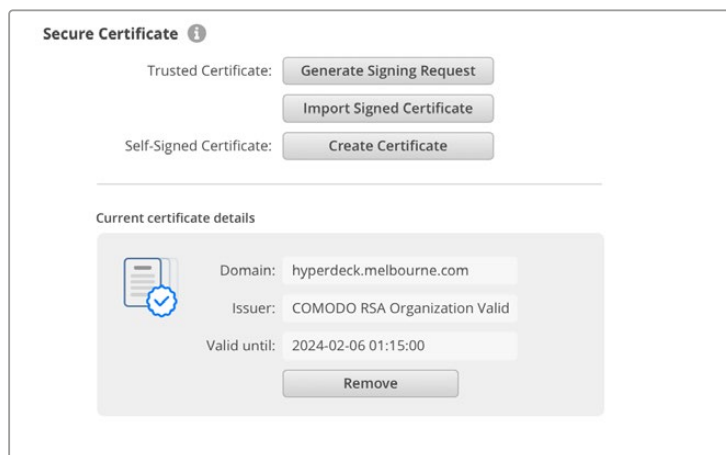 Secure Certificate
Trusted Certificate: Generate Signing Request
Import Signed Certificate
Self-Signed Certificate: Create Certificate
Current certificate details
Domain: hyperdeck.melbourne.com
Issuer: COMODO RSA Organization Valid
Valid until: 2024-02-06 01:15:00
Remove